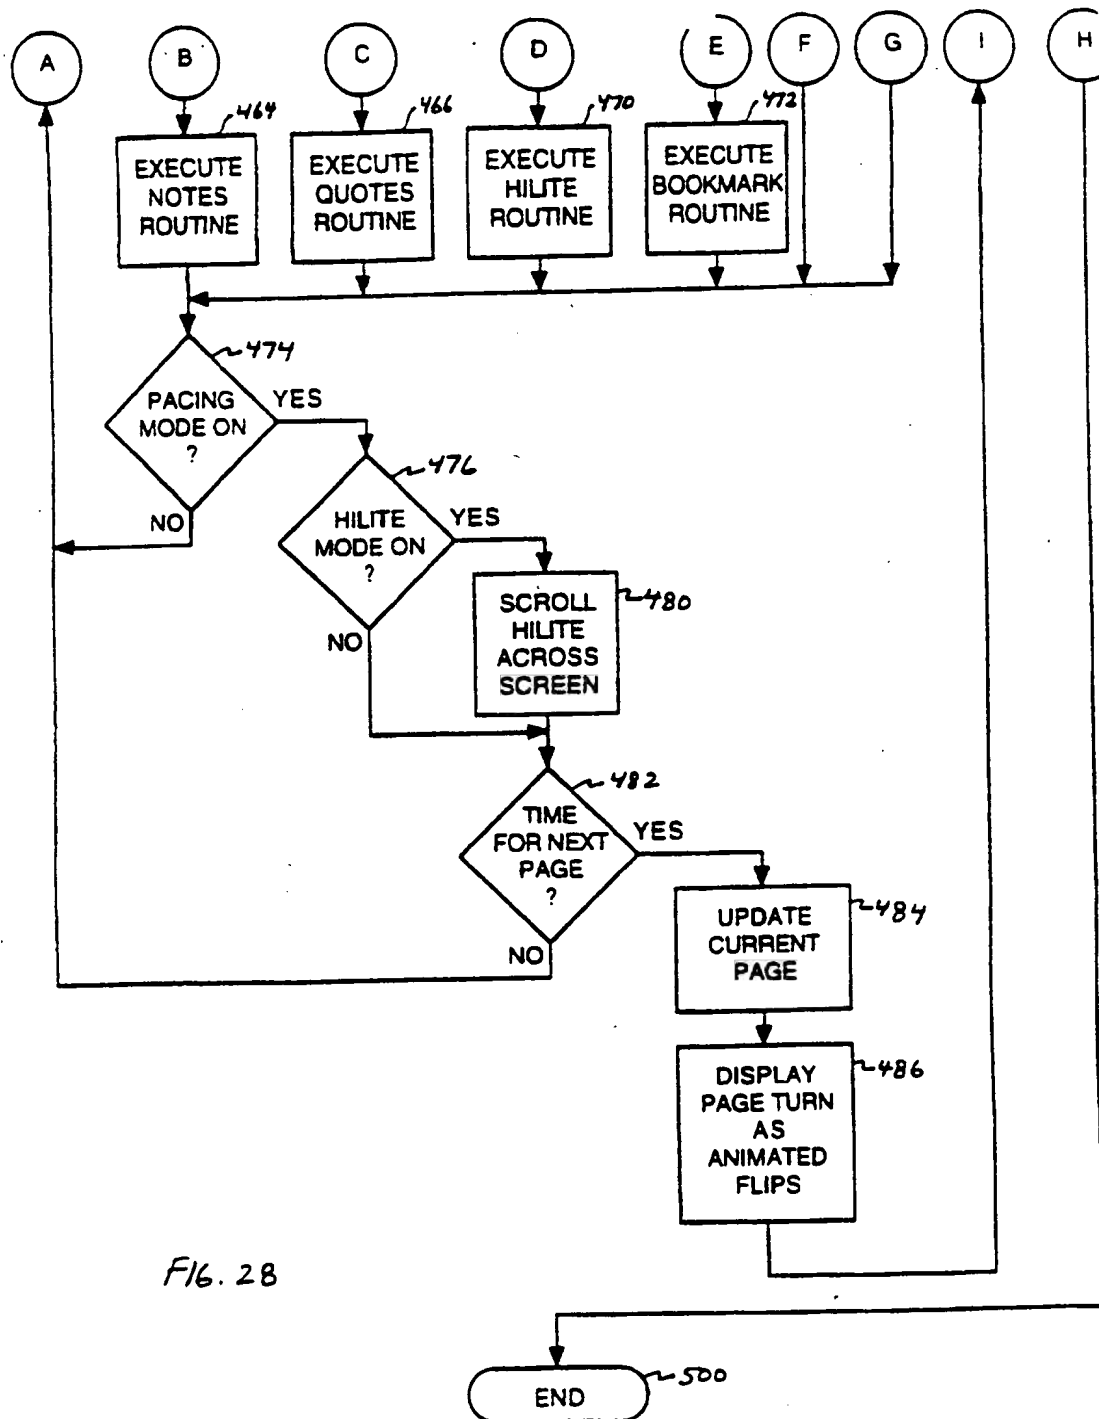 A B C D E F G I H
464 466 470 472
EXECUTE
NOTES
ROUTINE
EXECUTE
QUOTES
ROUTINE
EXECUTE
HILITE
ROUTINE
EXECUTE
BOOKMARK
ROUTINE
474
PACING
MODE ON
?
YES
NO
476
HILITE
MODE ON
?
YES
NO
480
SCROLL
HILITE
ACROSS
SCREEN
482
TIME
FOR NEXT
PAGE
?
YES
NO
484
UPDATE
CURRENT
PAGE
486
DISPLAY
PAGE TURN
AS
ANIMATED
FLIPS
FIG. 28
500
END